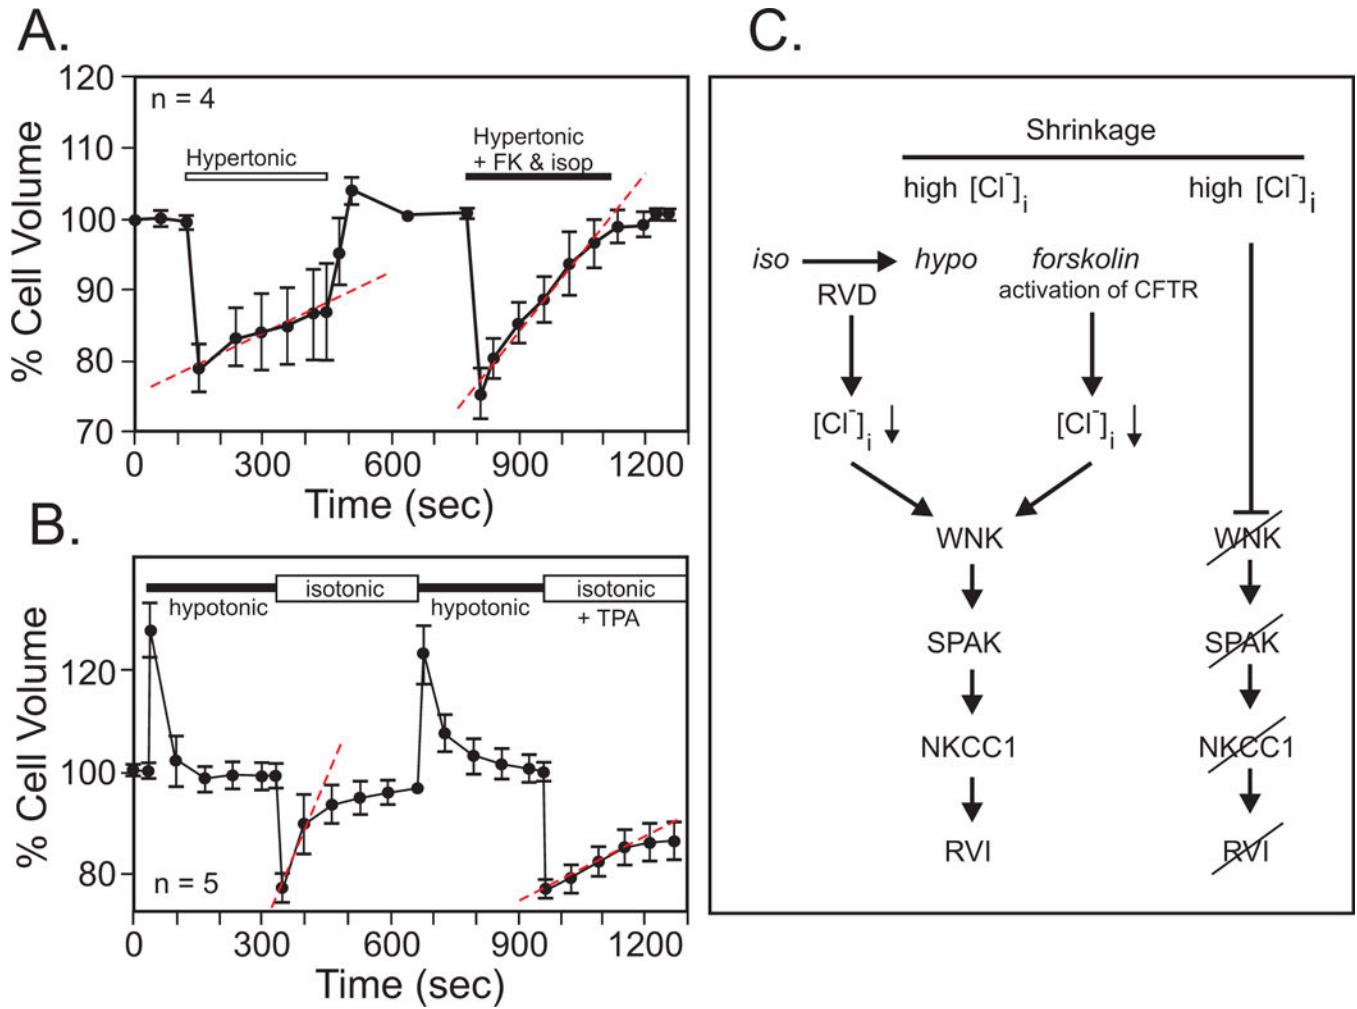 A.
120
110
100
90
80
70
% Cell Volume
n = 4
Hypertonic
Hypertonic
+ FK & isop
0
300
600
900
1200
Time (sec)
B.
120
100
80
% Cell Volume
hypotonic
isotonic
hypotonic
isotonic
+ TPA
n = 5
0
300
600
900
1200
Time (sec)
C.
Shrinkage
high [Cl⁻]ᵢ
high [Cl⁻]ᵢ
iso
hypo
RVD
forskolin
activation of CFTR
[Cl⁻]ᵢ ↓
[Cl⁻]ᵢ ↓
WNK
SPAK
NKCC1
RVI
WNK
SPAK
NKCC1
RVI